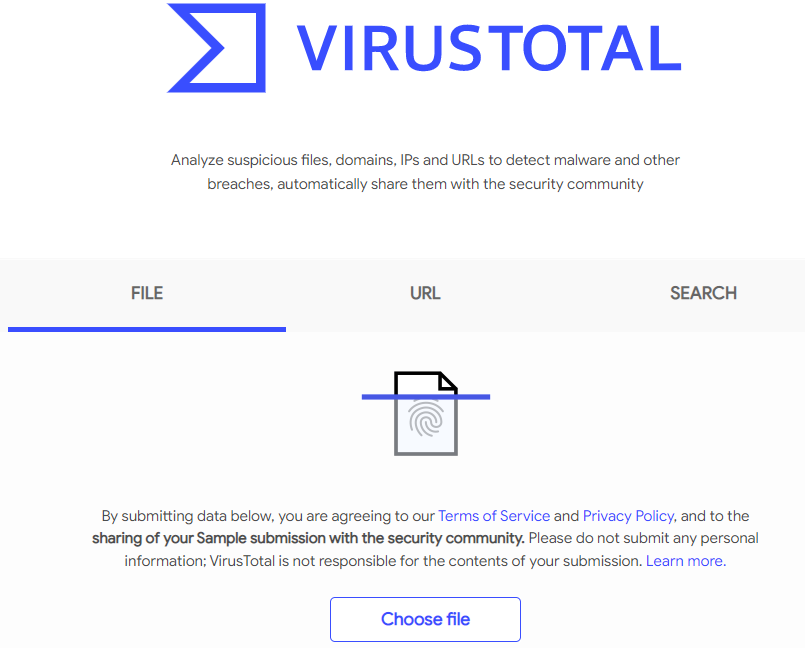 VIRUSTOTAL
Analyze suspicious files, domains, IPs and URLs to detect malware and other
breaches, automatically share them with the security community
FILE
URL
SEARCH
By submitting data below, you are agreeing to our Terms of Service and Privacy Policy, and to the
sharing of your Sample submission with the security community. Please do not submit any personal
information; VirusTotal is not responsible for the contents of your submission. Learn more.
Choose file